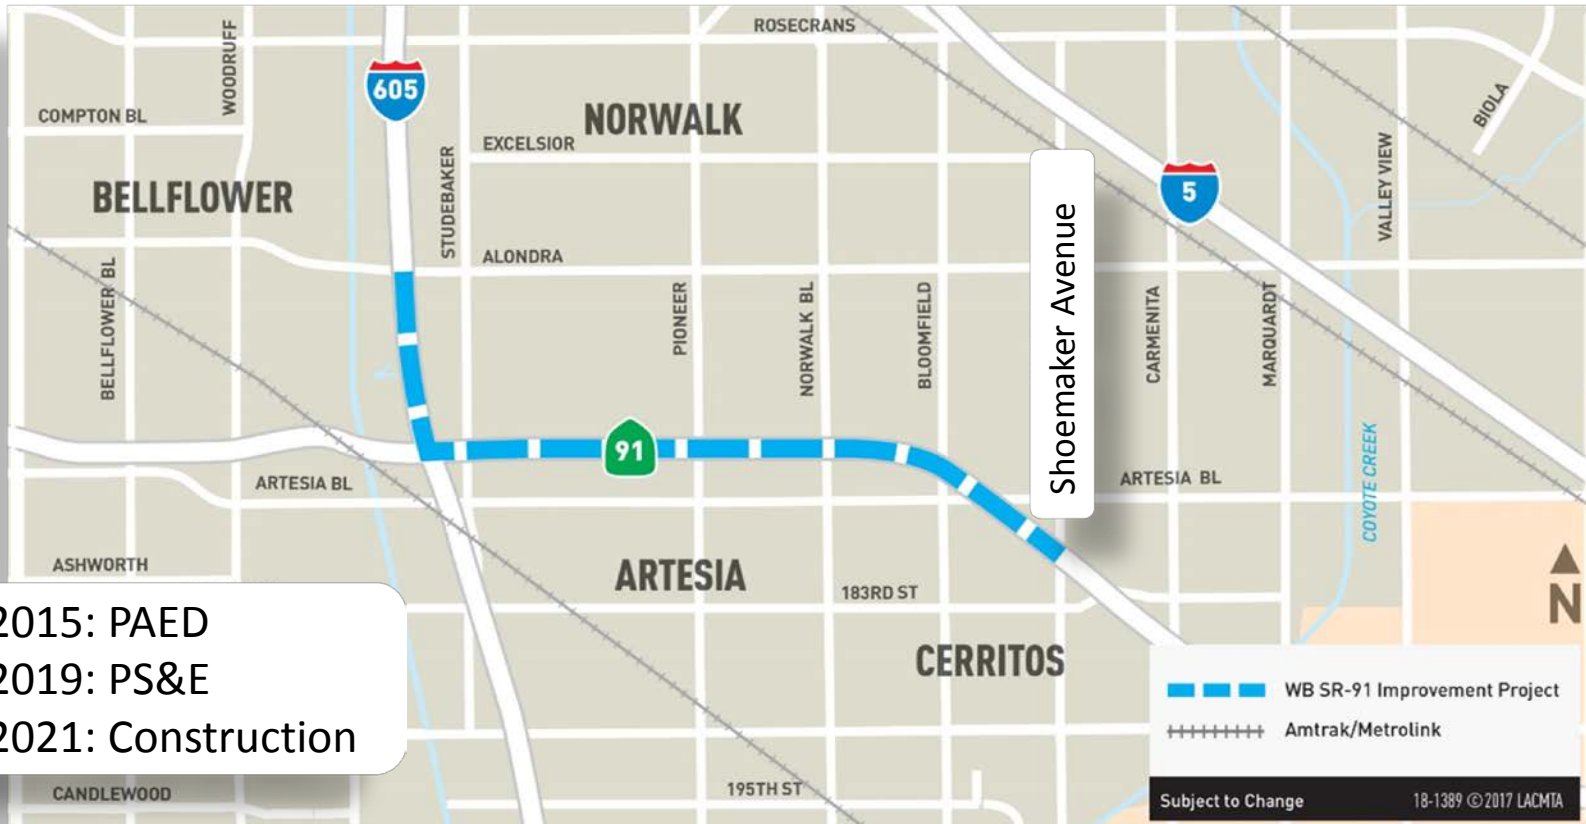 ROSECRANS
WOODRUFF
605
COMPTON BL
NORWALK
BIOLA
EXCELSIOR
STUDEBAKER
VALLEY VIEW
5
BELLFLOWER
Shoemaker Avenue
ALONDRA
BELLFLOWER BL
PIONEER
NORWALK BL
BLOOMFIELD
CARMENITA
MARQUARDT
91
ARTESIA BL
ARTESIA BL
COYOTE CREEK
ASHWORTH
ARTESIA
183RD ST
N
2015: PAED
2019: PS&E
2021: Construction
CERRITOS
WB SR-91 Improvement Project
Amtrak/Metrolink
195TH ST
CANDLEWOOD
Subject to Change
18-1389 ©2017 LACMTA